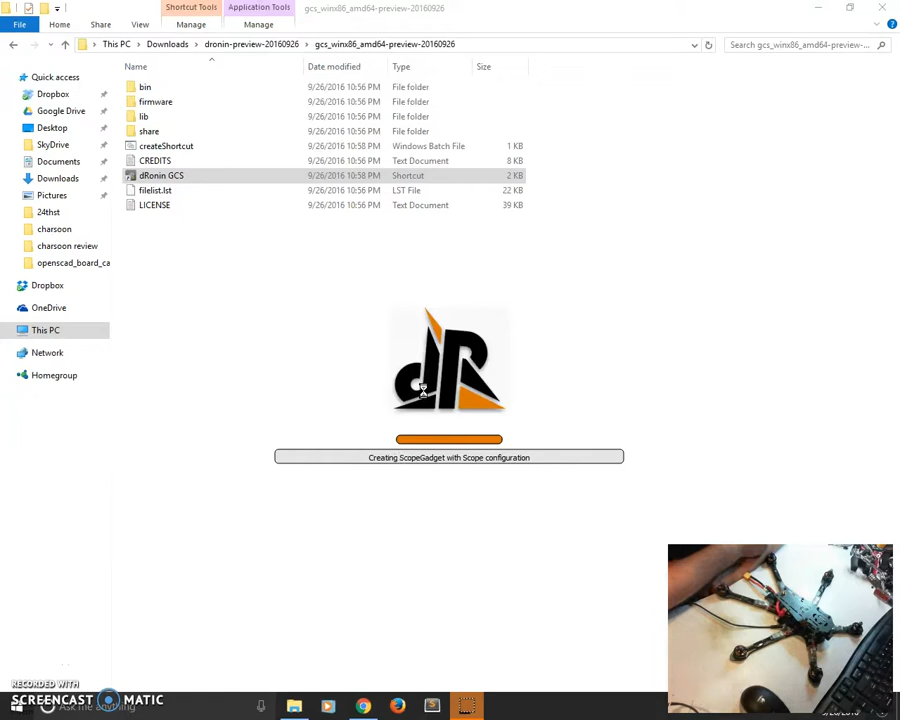 Shortcut Tools Application Tools gcs_winx86_amd64-preview-20160926
File Home Share View Manage Manage
This PC Downloads dronin-preview-20160926 gcs_winx86_amd64-preview-20160926 Search gcs_winx86_amd64-preview-...
Name Date modified Type Size
Quick access
Dropbox
Google Drive
Desktop
SkyDrive
Documents
Downloads
Pictures
24thst
charsoon
charsoon review
openscad_board_ca
Dropbox
OneDrive
This PC
Network
Homegroup
bin 9/26/2016 10:56 PM File folder
firmware 9/26/2016 10:56 PM File folder
lib 9/26/2016 10:56 PM File folder
share 9/26/2016 10:56 PM File folder
createShortcut 9/26/2016 10:58 PM Windows Batch File 1 KB
CREDITS 9/26/2016 10:56 PM Text Document 8 KB
dRonin GCS 9/26/2016 10:58 PM Shortcut 2 KB
filelist.lst 9/26/2016 10:56 PM LST File 22 KB
LICENSE 9/26/2016 10:56 PM Text Document 39 KB
dR
Creating ScopeGadget with Scope configuration
RECORDED WITH
SCREENCAST MATIC
Ask me anything